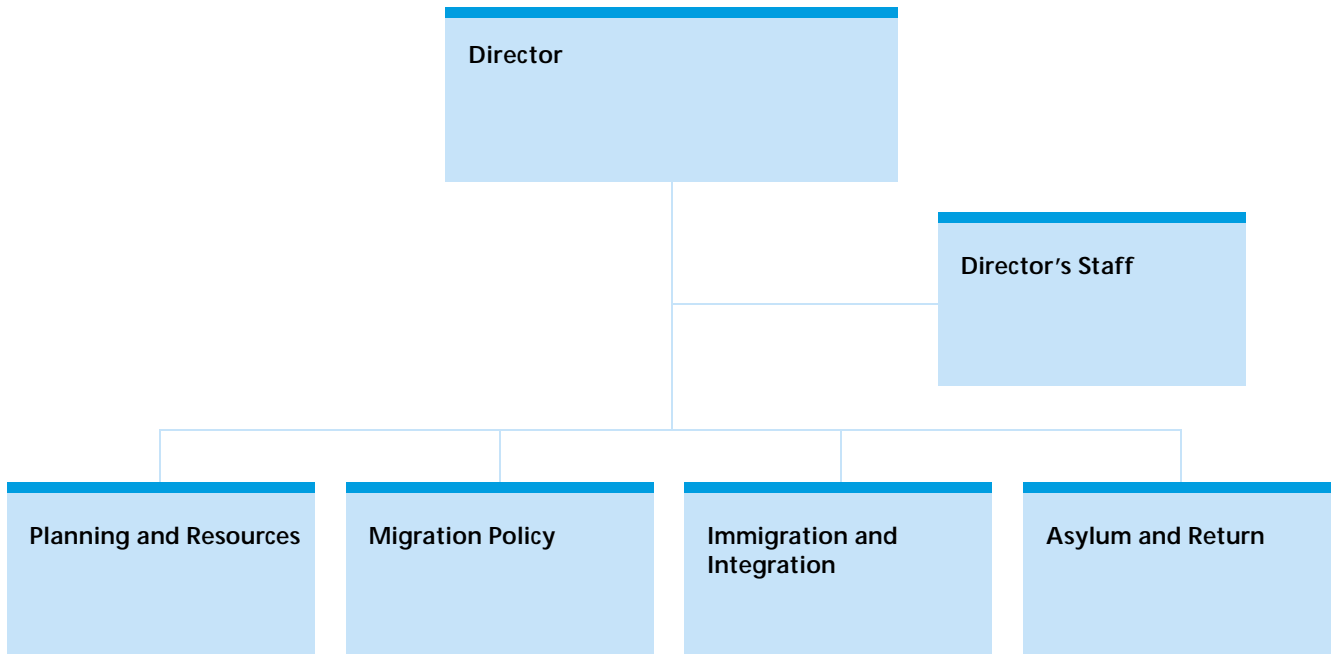 Director
Director’s Staff
Planning and Resources
Migration Policy
Immigration and
Integration
Asylum and Return